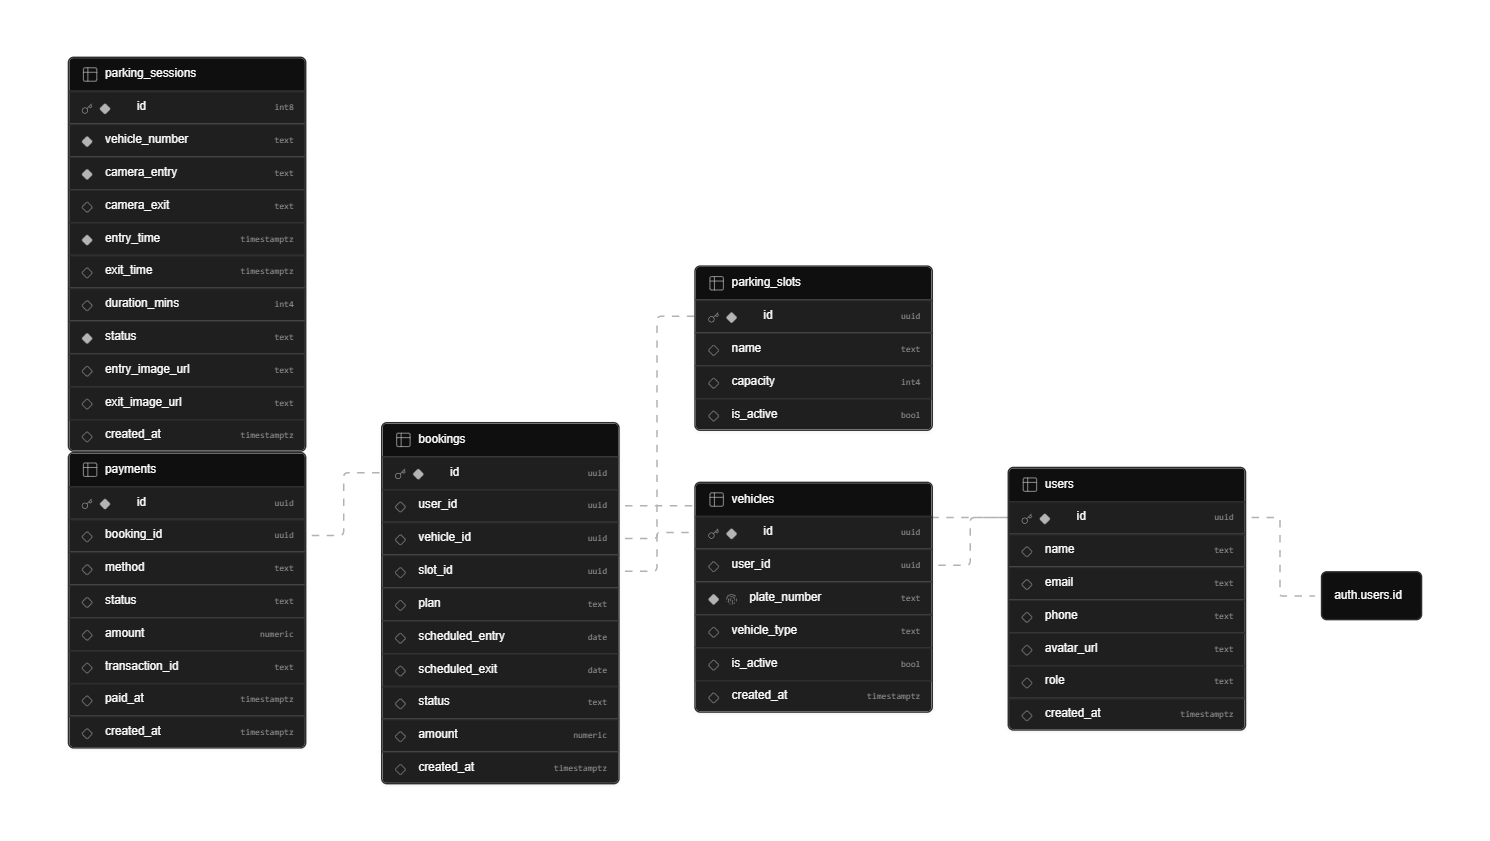 parking_sessions
id int8
vehicle_number text
camera_entry text
camera_exit text
entry_time timestamptz
exit_time timestamptz
duration_mins int4
status text
entry_image_url text
exit_image_url text
created_at timestamptz
payments
id uuid
booking_id uuid
method text
status text
amount numeric
transaction_id text
paid_at timestamptz
created_at timestamptz
bookings
id uuid
user_id uuid
vehicle_id uuid
slot_id uuid
plan text
scheduled_entry date
scheduled_exit date
status text
amount numeric
created_at timestamptz
parking_slots
id uuid
name text
capacity int4
is_active bool
vehicles
id uuid
user_id uuid
plate_number text
vehicle_type text
is_active bool
created_at timestamptz
users
id uuid
name text
email text
phone text
avatar_url text
role text
created_at timestamptz
auth.users.id